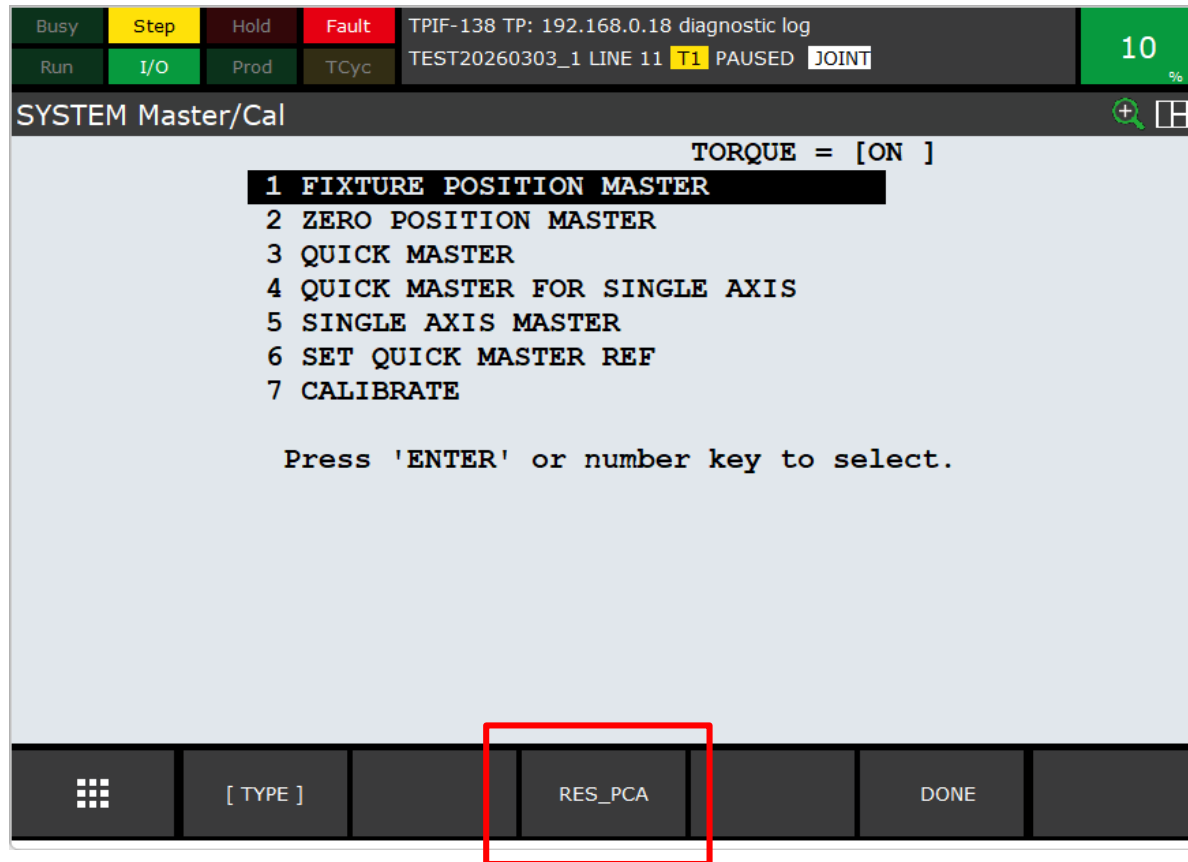 Busy Step Hold Fault TPIF-138 TP: 192.168.0.18 diagnostic log
Run I/O Prod TCyc TEST20260303_1 LINE 11 T1 PAUSED JOINT
10
%
SYSTEM Master/Cal
TORQUE = [ON ]
1 FIXTURE POSITION MASTER
2 ZERO POSITION MASTER
3 QUICK MASTER
4 QUICK MASTER FOR SINGLE AXIS
5 SINGLE AXIS MASTER
6 SET QUICK MASTER REF
7 CALIBRATE
Press 'ENTER' or number key to select.
[ TYPE ] RES_PCA DONE